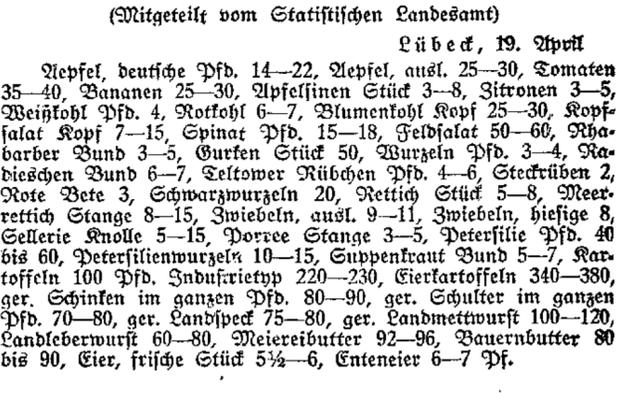 (Mitgeteilt vom Statistischen Landesamt)
Lübeck, 19. April
Aepfel, deutsche Pfd. 14—22, Aepfel, ausl. 25—30, Tomaten
35—40, Bananen 25—30, Apfelsinen Stück 3—8, Zitronen 3—5,
Weißkohl Pfd. 4, Rotkohl 6—7, Blumenkohl Kopf 25—30, Kopf-
salat Kopf 7—15, Spinat Pfd. 15—18, Feldsalat 50—60, Rha-
barber Bund 3—5, Gurken Stück 50, Wurzeln Pfd. 3—4, Ra-
dieschen Bund 6—7, Teltower Rübchen Pfd. 4—6, Steckrüben 2,
Rote Bete 3, Schwarzwurzeln 20, Rettich Stück 5—8, Meer-
rettich Stange 8—15, Zwiebeln, ausl. 9—11, Zwiebeln, hiesige 8,
Sellerie Knolle 5—15, Porree Stange 3—5, Petersilie Pfd. 40
bis 60, Petersilienwurzeln 10—15, Suppenkraut Bund 5—7, Kar-
toffeln 100 Pfd. Industrietyp 220—230, Eierkartoffeln 340—380,
ger. Schinken im ganzen Pfd. 80—90, ger. Schulter im ganzen
Pfd. 70—80, ger. Landspeck 75—80, ger. Landmettwurst 100—120,
Landleberwurst 60—80, Meiereibutter 92—96, Bauernbutter 80
bis 90, Eier, frische Stück 5½—6, Enteneier 6—7 Pf.